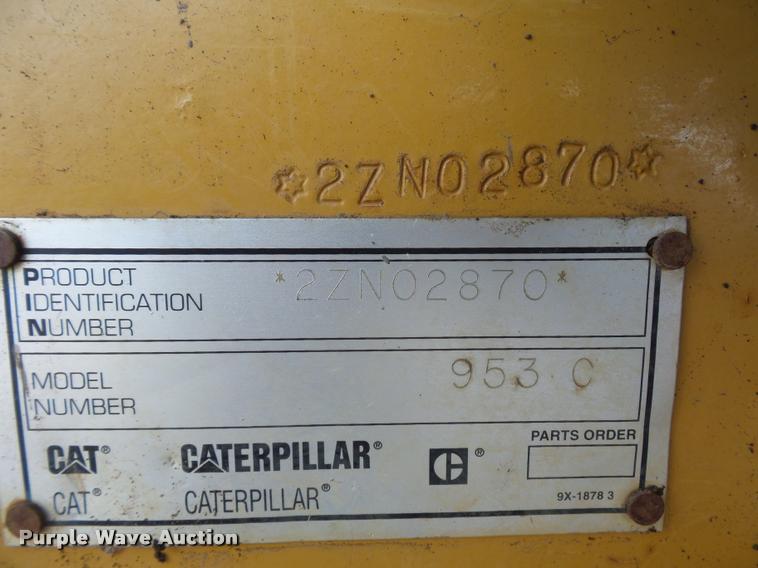 *2ZN02870*
PRODUCT
IDENTIFICATION
NUMBER
*2ZN02870*
MODEL
NUMBER
953 C
CAT® CATERPILLAR® ®
CAT® CATERPILLAR®
PARTS ORDER
9X-1878 3
Purple Wave Auction